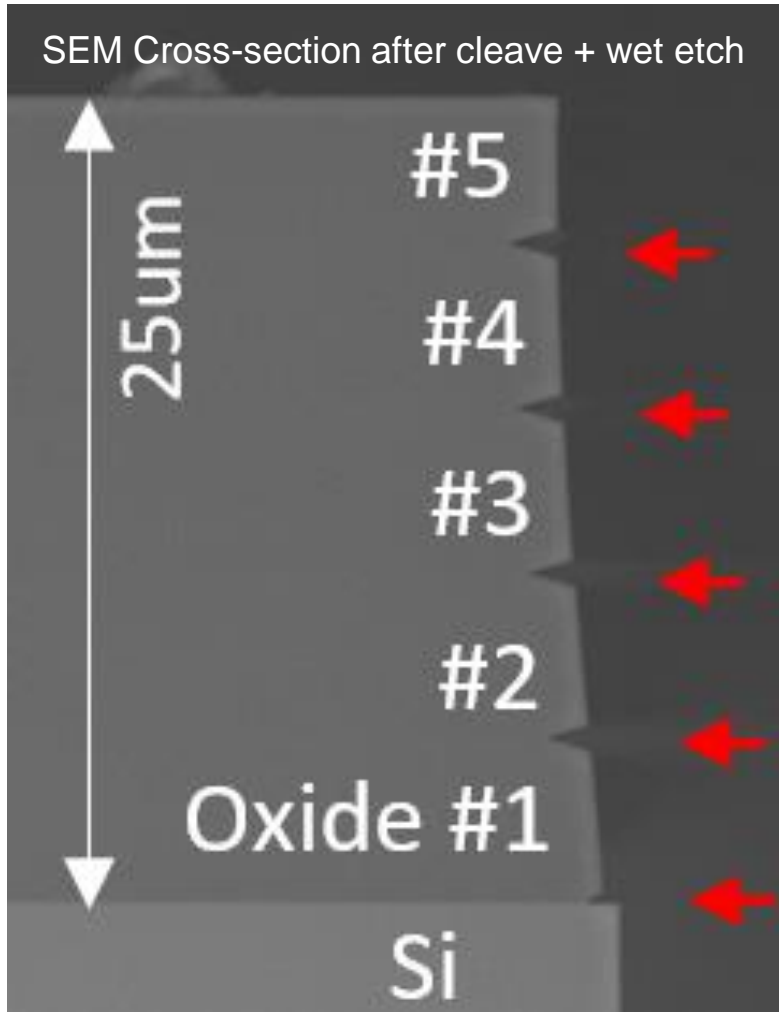 SEM Cross-section after cleave + wet etch
#5
25um
#4
#3
#2
Oxide #1
Si